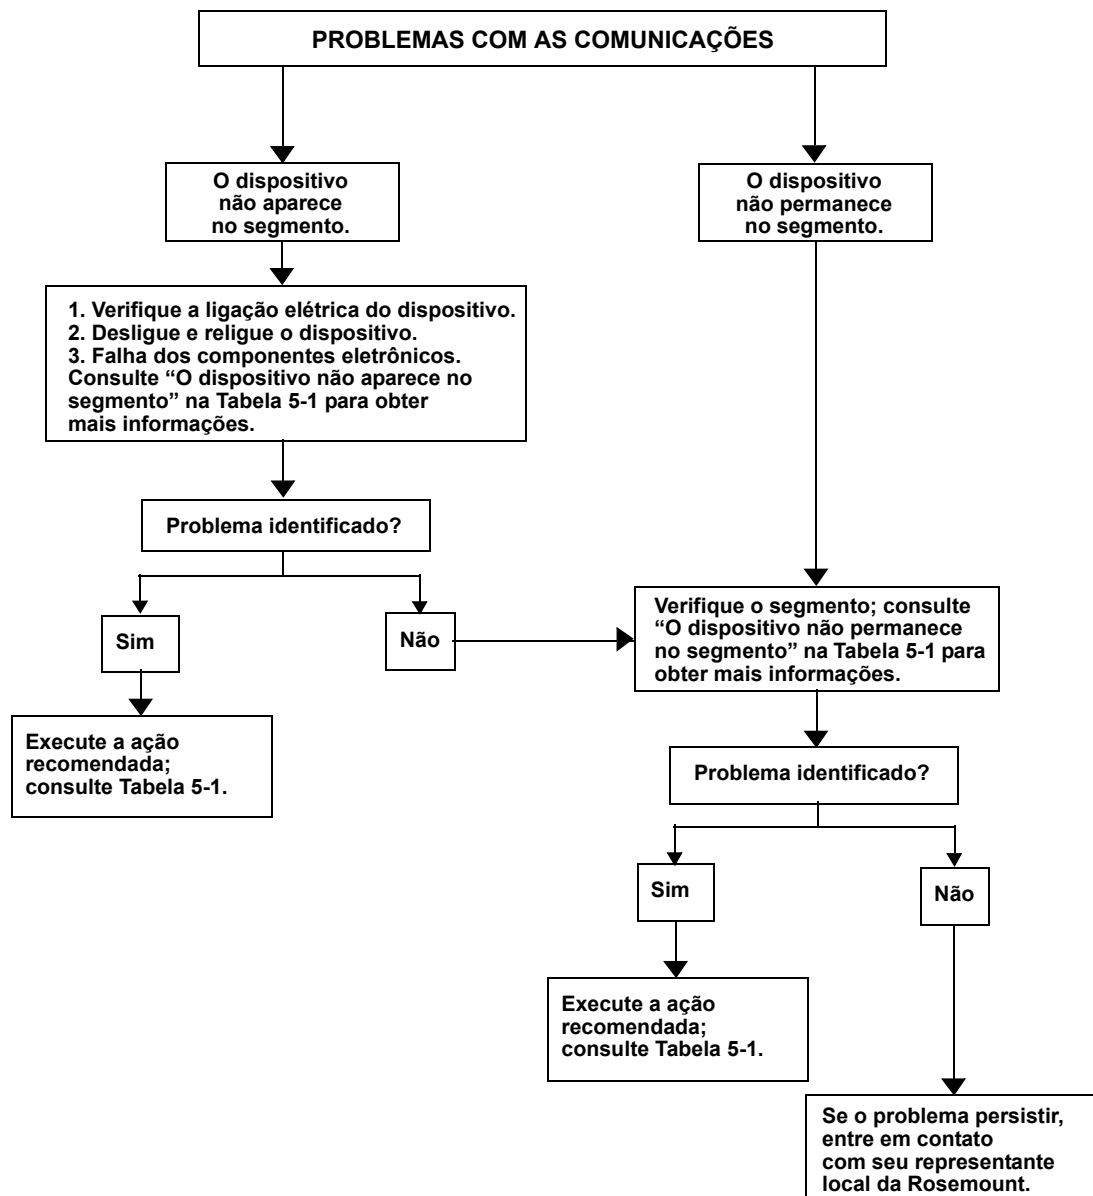 PROBLEMAS COM AS COMUNICAÇÕES
O dispositivo
não aparece
no segmento.
O dispositivo
não permanece
no segmento.
1. Verifique a ligação elétrica do dispositivo.
2. Desligue e religue o dispositivo.
3. Falha dos componentes eletrônicos.
Consulte “O dispositivo não aparece no
segmento” na Tabela 5-1 para obter
mais informações.
Problema identificado?
Sim
Não
Verifique o segmento; consulte
“O dispositivo não permanece
no segmento” na Tabela 5-1 para
obter mais informações.
Execute a ação
recomendada;
consulte Tabela 5-1.
Problema identificado?
Sim
Não
Execute a ação
recomendada;
consulte Tabela 5-1.
Se o problema persistir,
entre em contato
com seu representante
local da Rosemount.